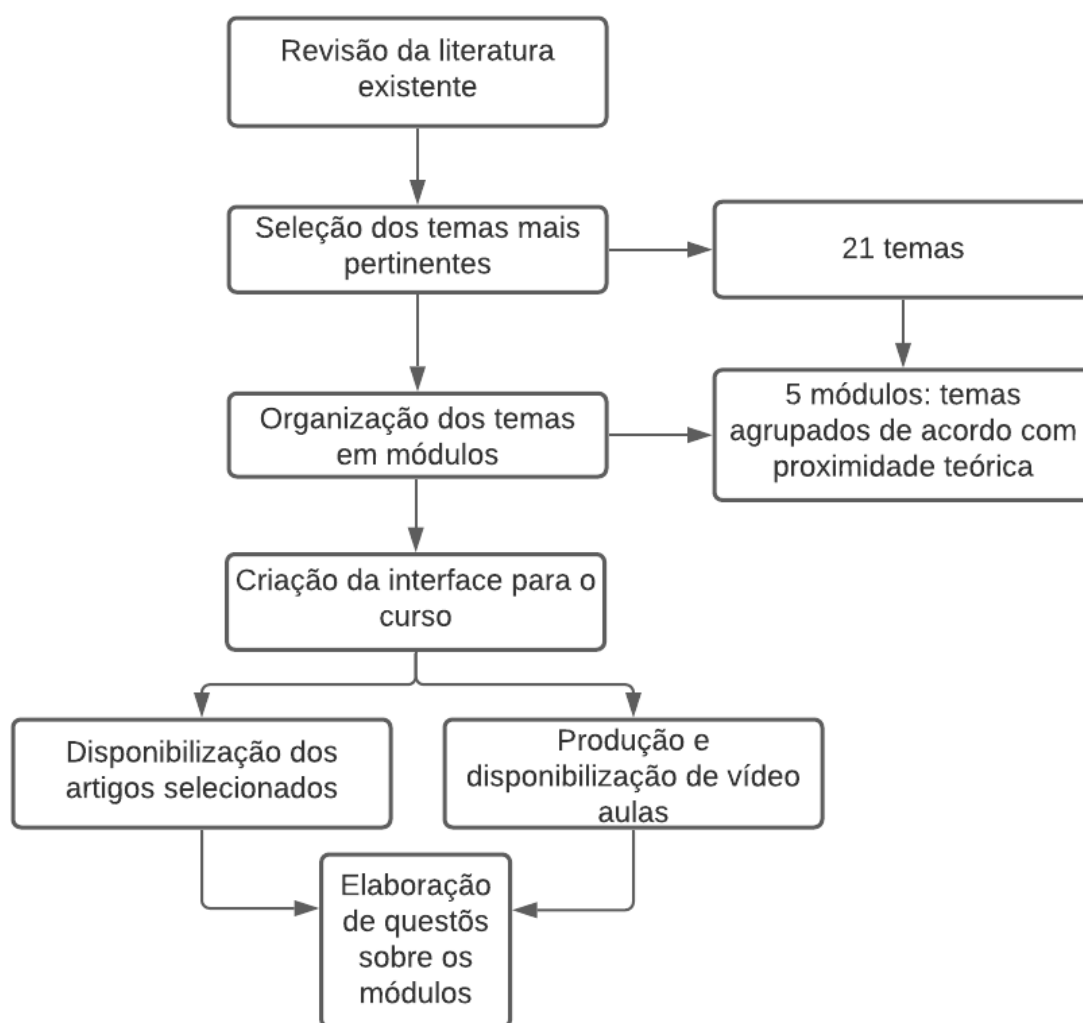 Revisão da literatura
existente
Seleção dos temas mais
pertinentes
21 temas
Organização dos temas
em módulos
5 módulos: temas
agrupados de acordo com
proximidade teórica
Criação da interface para o
curso
Disponibilização dos
artigos selecionados
Produção e
disponibilização de vídeo
aulas
Elaboração
de questõs
sobre os
módulos